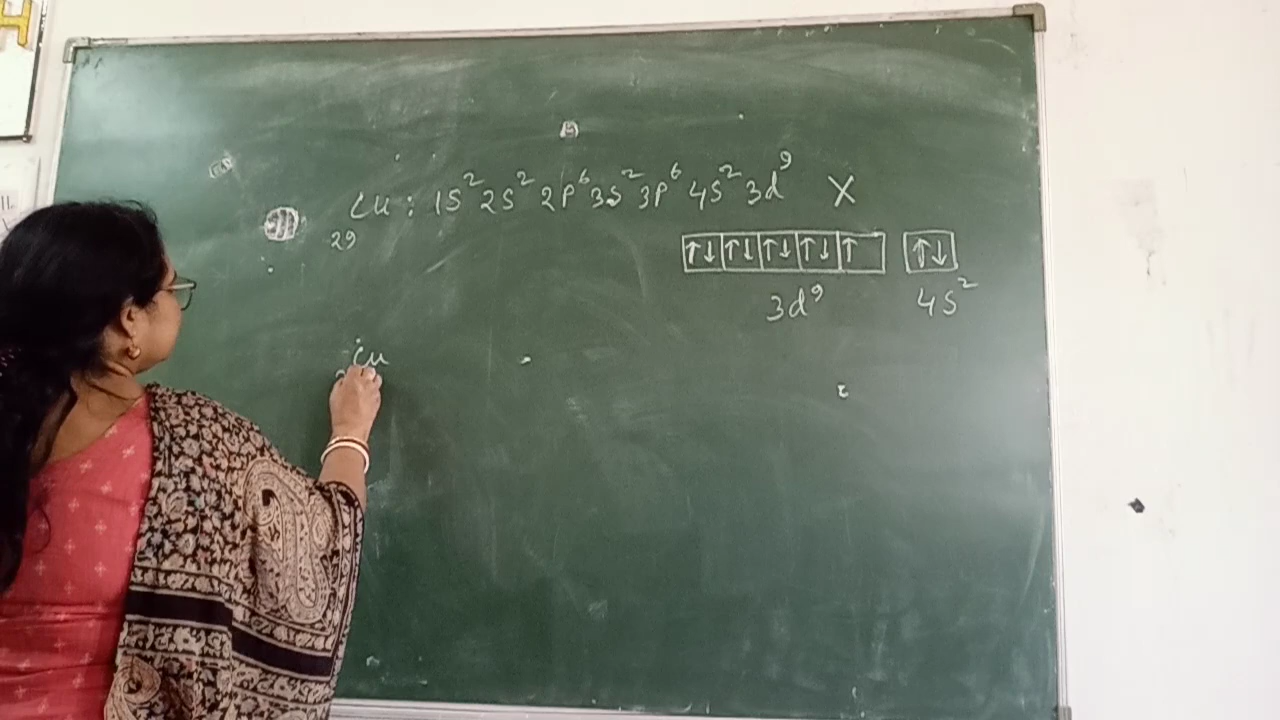 Cu : 1s² 2s² 2p⁶ 3s² 3p⁶ 4s² 3d⁹ X
29
↑↓ ↑↓ ↑↓ ↑↓ ↑ ↑↓
3d⁹ 4s²
Cu